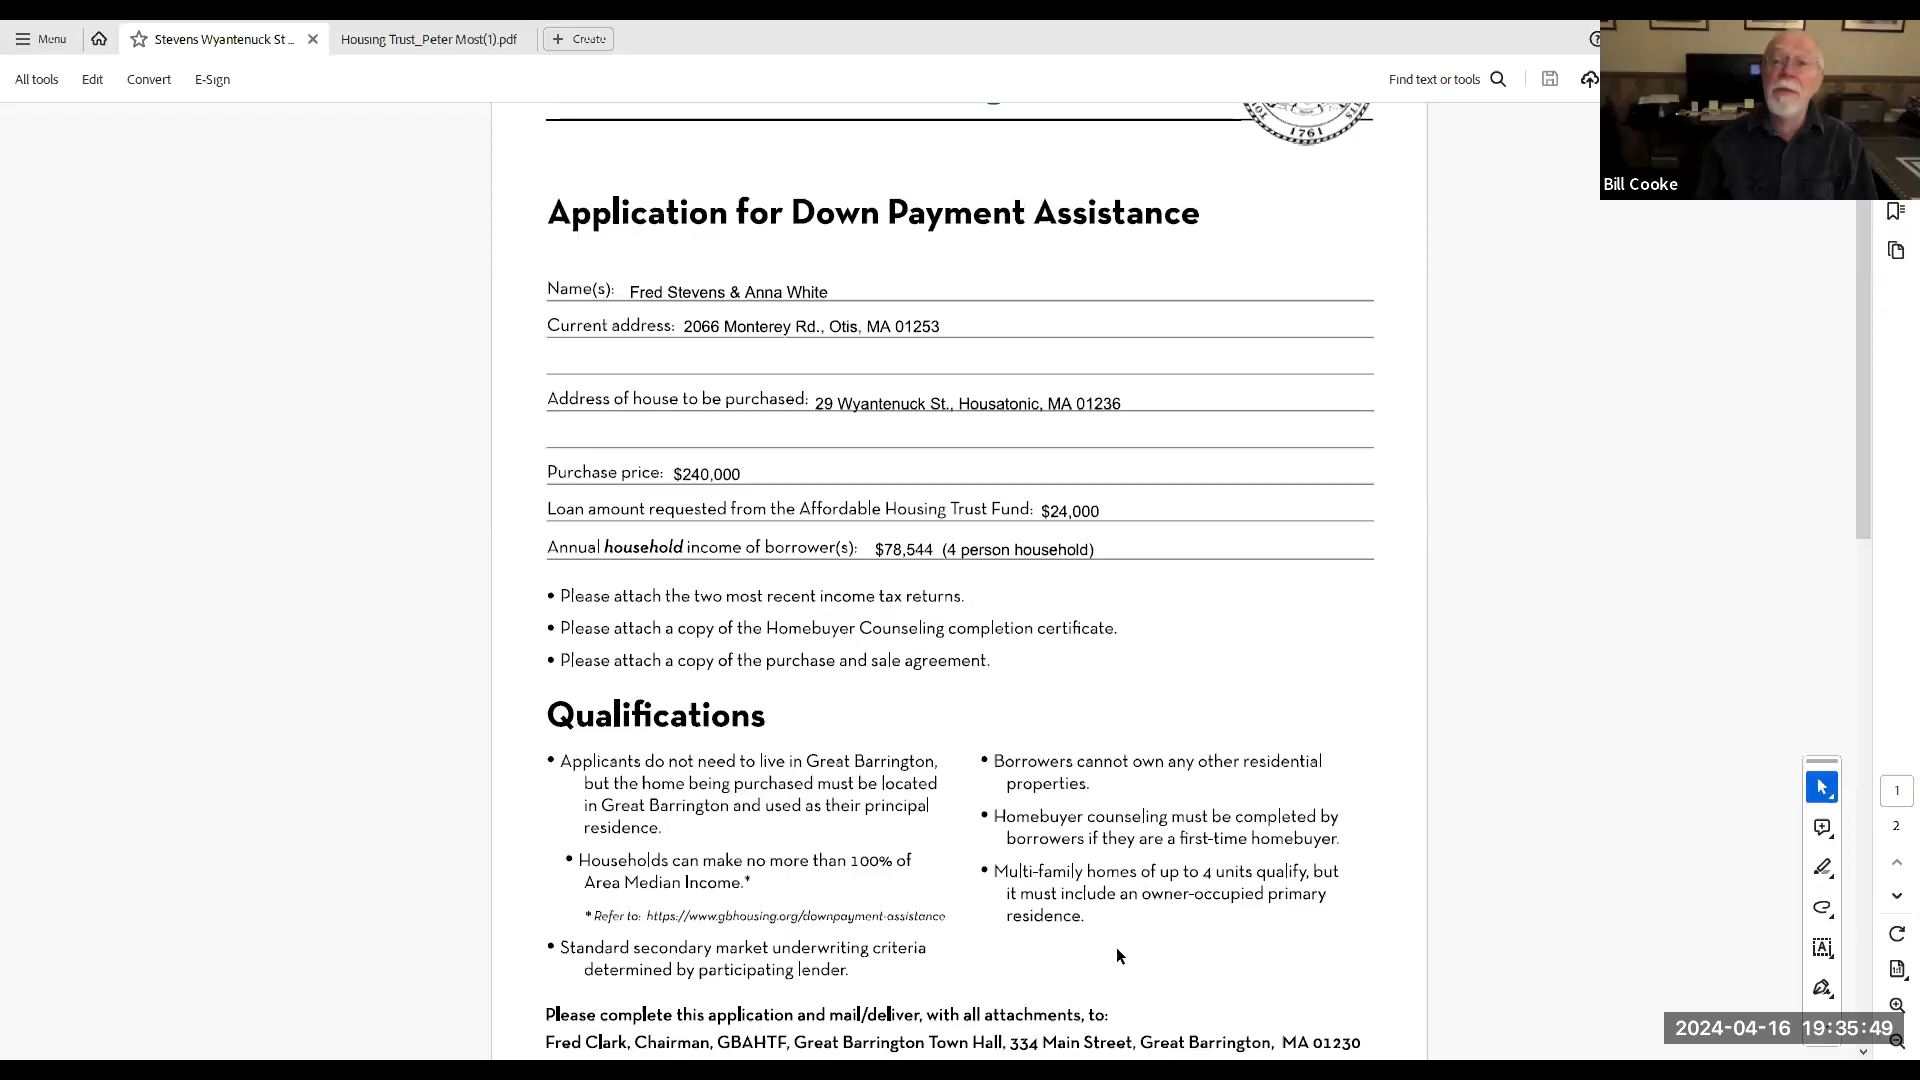 Menu
Stevens Wyantenuck St ...
Housing Trust_Peter Most(1).pdf
Create
All tools
Edit
Convert
E-Sign
Find text or tools
Bill Cooke
1761
Application for Down Payment Assistance
Name(s): Fred Stevens & Anna White
Current address: 2066 Monterey Rd., Otis, MA 01253
Address of house to be purchased: 29 Wyantenuck St., Housatonic, MA 01236
Purchase price: $240,000
Loan amount requested from the Affordable Housing Trust Fund: $24,000
Annual household income of borrower(s): $78,544 (4 person household)
• Please attach the two most recent income tax returns.
• Please attach a copy of the Homebuyer Counseling completion certificate.
• Please attach a copy of the purchase and sale agreement.
Qualifications
• Applicants do not need to live in Great Barrington,
but the home being purchased must be located
in Great Barrington and used as their principal
residence.
• Households can make no more than 100% of
Area Median Income.*
* Refer to: https://www.gbhousing.org/downpayment-assistance
• Standard secondary market underwriting criteria
determined by participating lender.
• Borrowers cannot own any other residential
properties.
• Homebuyer counseling must be completed by
borrowers if they are a first-time homebuyer.
• Multi-family homes of up to 4 units qualify, but
it must include an owner-occupied primary
residence.
Please complete this application and mail/deliver, with all attachments, to:
Fred Clark, Chairman, GBAHTF, Great Barrington Town Hall, 334 Main Street, Great Barrington, MA 01230
1
2
2024-04-16 19:35:49